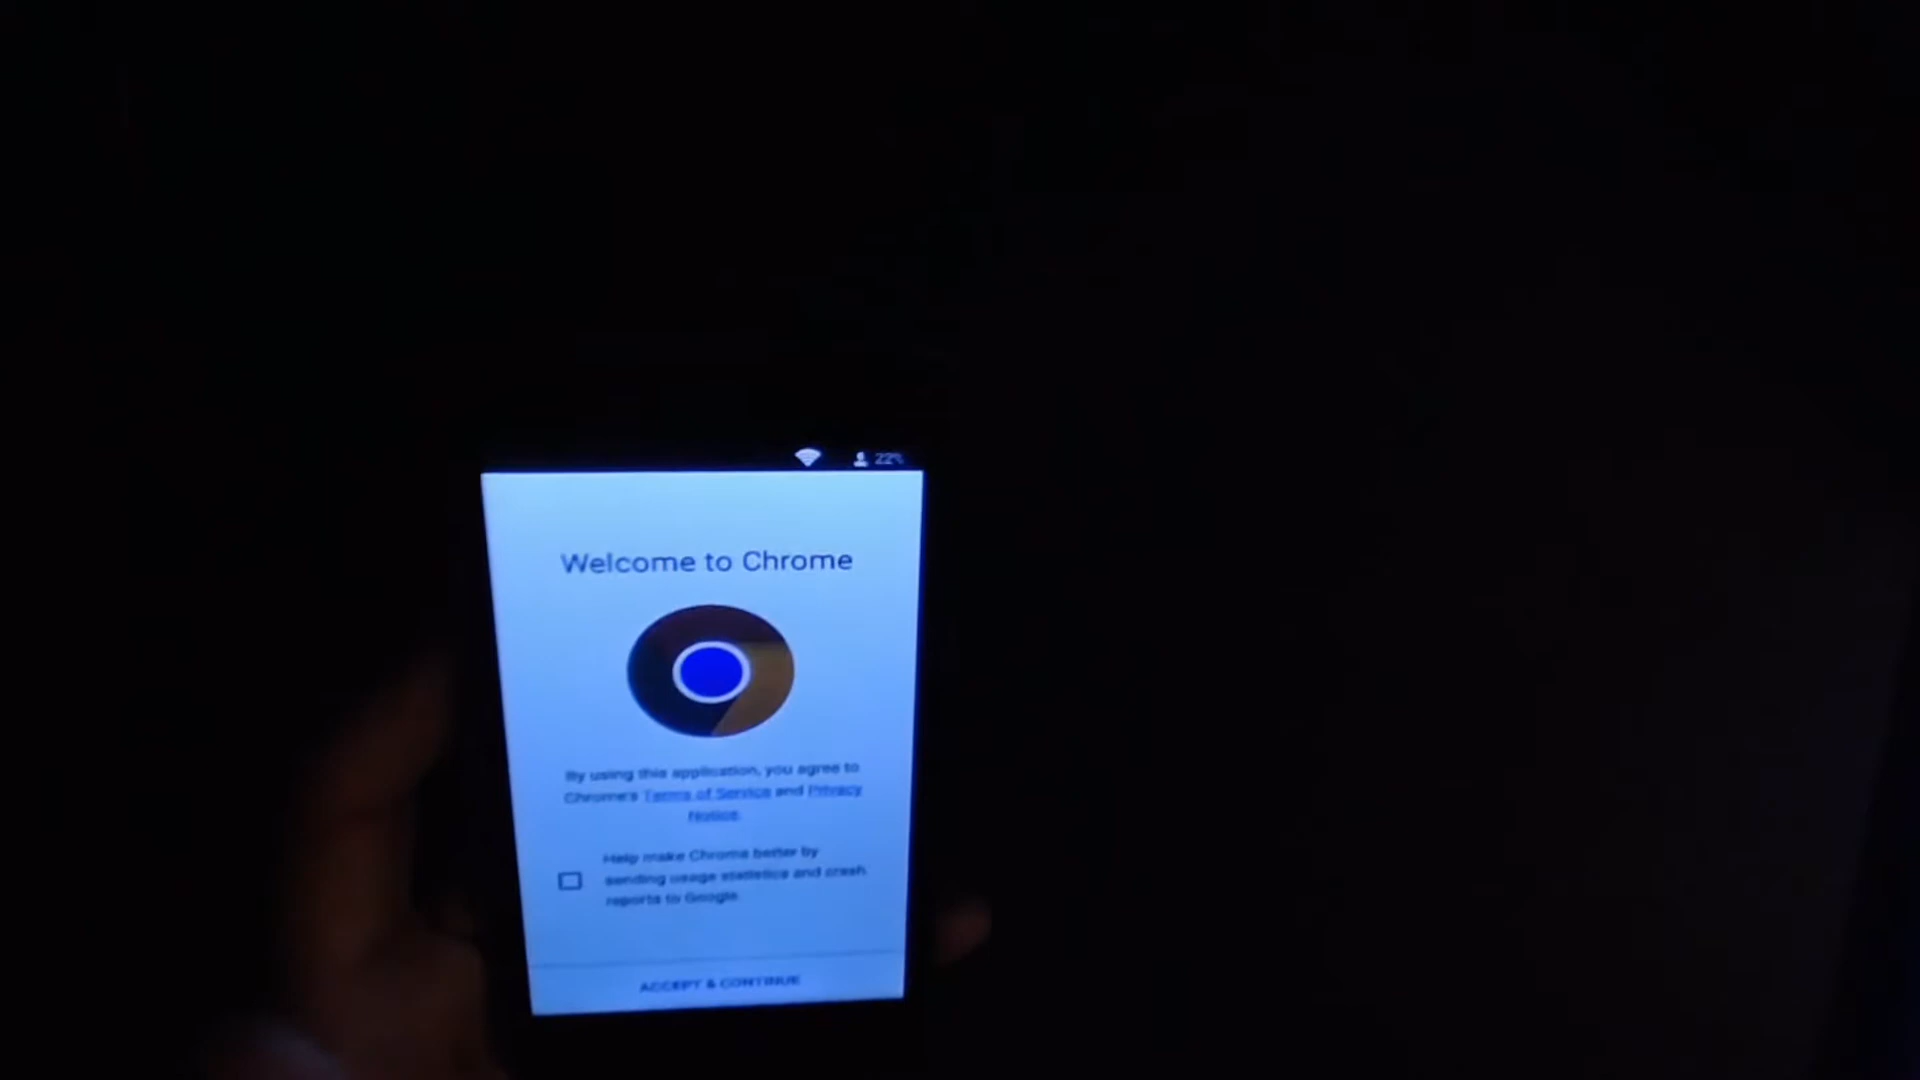 22%
Welcome to Chrome
By using this application, you agree to
Chrome's Terms of Service and Privacy
Notice.
Help make Chrome better by
sending usage statistics and crash
reports to Google
ACCEPT & CONTINUE